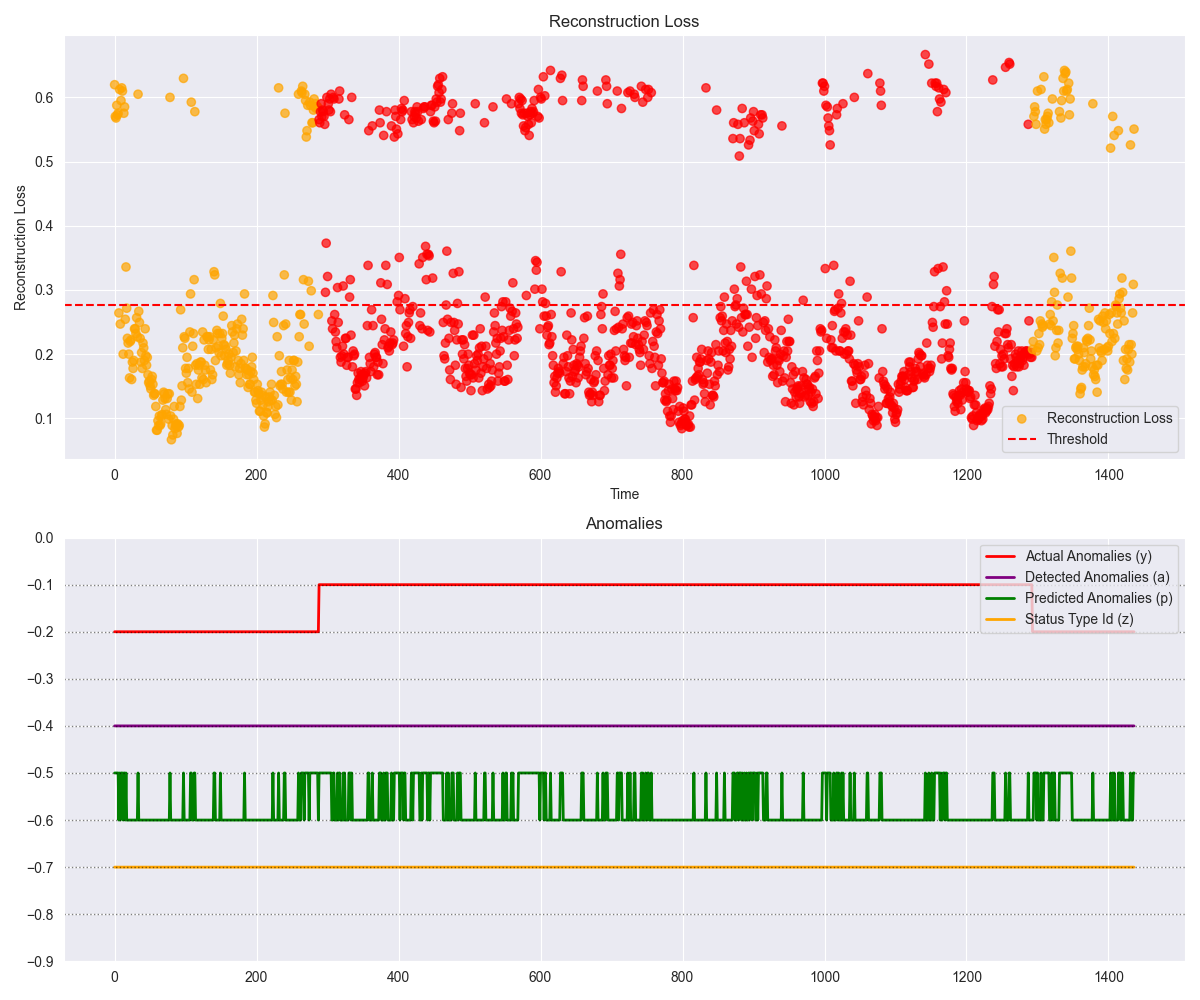 Reconstruction Loss
Reconstruction Loss
0.6
0.5
0.4
0.3
0.2
0.1
Reconstruction Loss
Threshold
0 200 400 600 800 1000 1200 1400
Time
Anomalies
0.0
−0.1
−0.2
−0.3
−0.4
−0.5
−0.6
−0.7
−0.8
−0.9
Actual Anomalies (y)
Detected Anomalies (a)
Predicted Anomalies (p)
Status Type Id (z)
0 200 400 600 800 1000 1200 1400